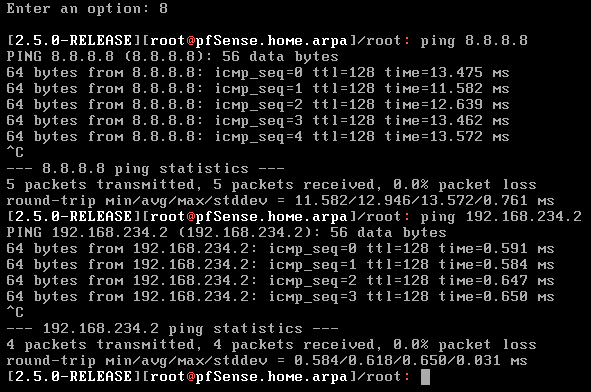 Enter an option: 8
[2.5.0-RELEASE][root@pfSense.home.arpa]/root: ping 8.8.8.8
PING 8.8.8.8 (8.8.8.8): 56 data bytes
64 bytes from 8.8.8.8: icmp_seq=0 ttl=128 time=13.475 ms
64 bytes from 8.8.8.8: icmp_seq=1 ttl=128 time=11.582 ms
64 bytes from 8.8.8.8: icmp_seq=2 ttl=128 time=12.639 ms
64 bytes from 8.8.8.8: icmp_seq=3 ttl=128 time=13.462 ms
64 bytes from 8.8.8.8: icmp_seq=4 ttl=128 time=13.572 ms
^C
--- 8.8.8.8 ping statistics ---
5 packets transmitted, 5 packets received, 0.0% packet loss
round-trip min/avg/max/stddev = 11.582/12.946/13.572/0.761 ms
[2.5.0-RELEASE][root@pfSense.home.arpa]/root: ping 192.168.234.2
PING 192.168.234.2 (192.168.234.2): 56 data bytes
64 bytes from 192.168.234.2: icmp_seq=0 ttl=128 time=0.591 ms
64 bytes from 192.168.234.2: icmp_seq=1 ttl=128 time=0.584 ms
64 bytes from 192.168.234.2: icmp_seq=2 ttl=128 time=0.647 ms
64 bytes from 192.168.234.2: icmp_seq=3 ttl=128 time=0.650 ms
^C
--- 192.168.234.2 ping statistics ---
4 packets transmitted, 4 packets received, 0.0% packet loss
round-trip min/avg/max/stddev = 0.584/0.618/0.650/0.031 ms
[2.5.0-RELEASE][root@pfSense.home.arpa]/root: